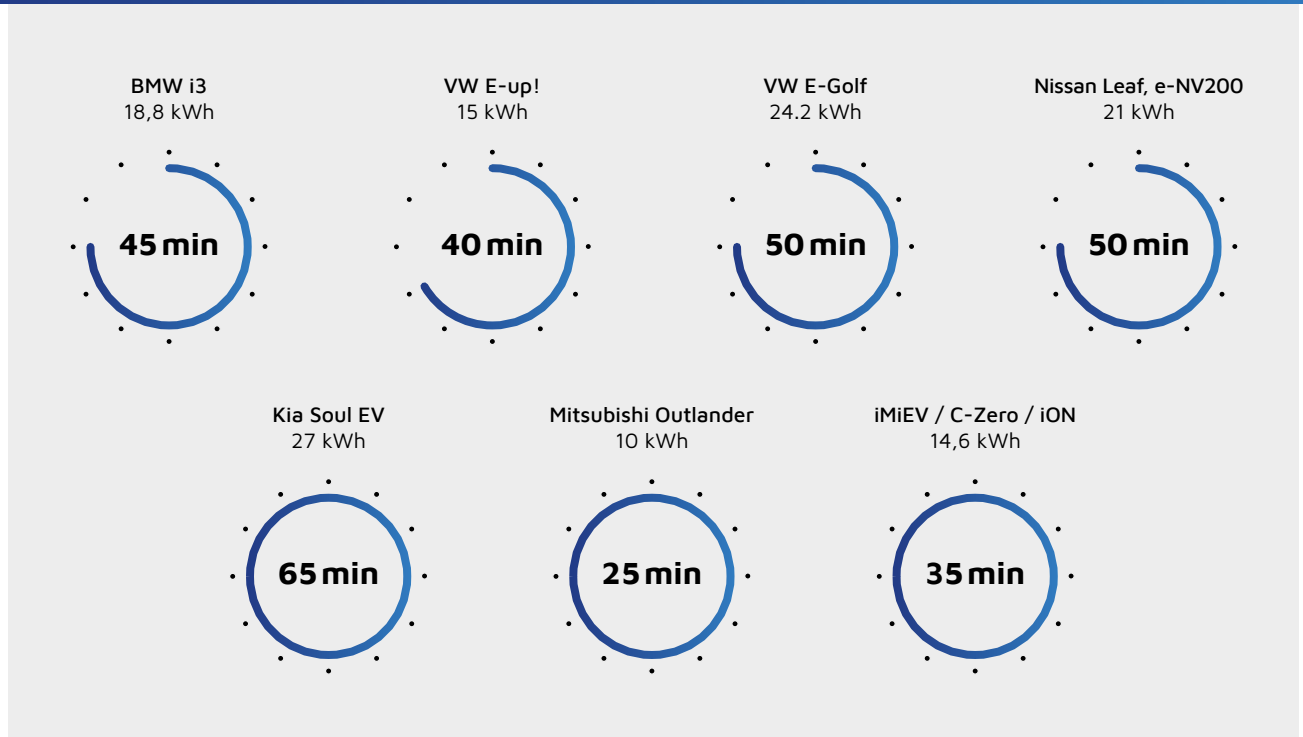 BMW i3
18,8 kWh
45 min
VW E-up!
15 kWh
40 min
VW E-Golf
24.2 kWh
50 min
Nissan Leaf, e-NV200
21 kWh
50 min
Kia Soul EV
27 kWh
65 min
Mitsubishi Outlander
10 kWh
25 min
iMiEV / C-Zero / iON
14,6 kWh
35 min